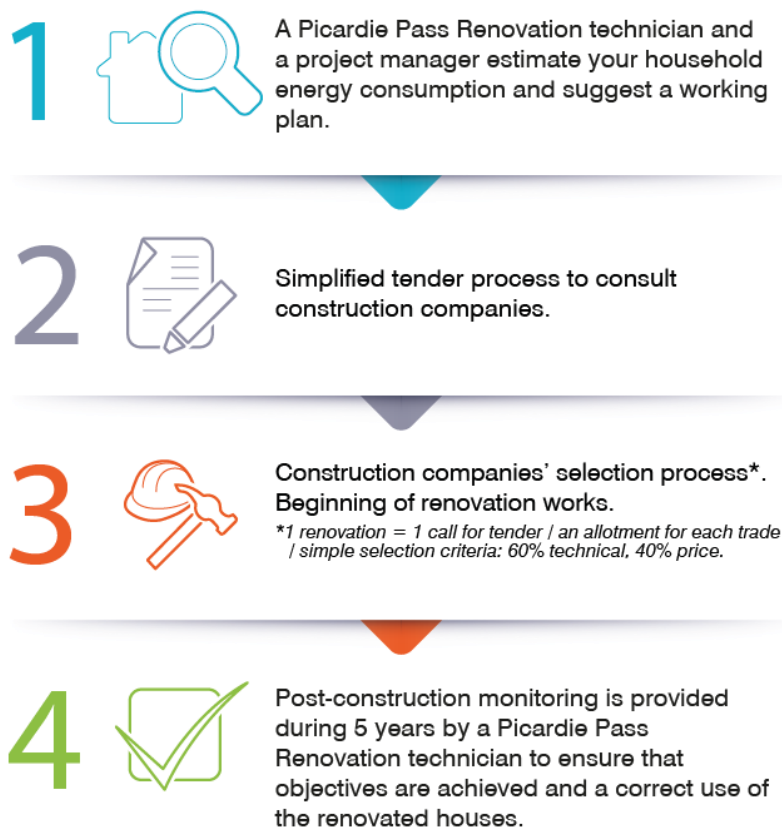 1
A Picardie Pass Renovation technician and
a project manager estimate your household
energy consumption and suggest a working
plan.
2
Simplified tender process to consult
construction companies.
3
Construction companies’ selection process*.
Beginning of renovation works.
*1 renovation = 1 call for tender / an allotment for each trade
/ simple selection criteria: 60% technical, 40% price.
4
Post-construction monitoring is provided
during 5 years by a Picardie Pass
Renovation technician to ensure that
objectives are achieved and a correct use of
the renovated houses.